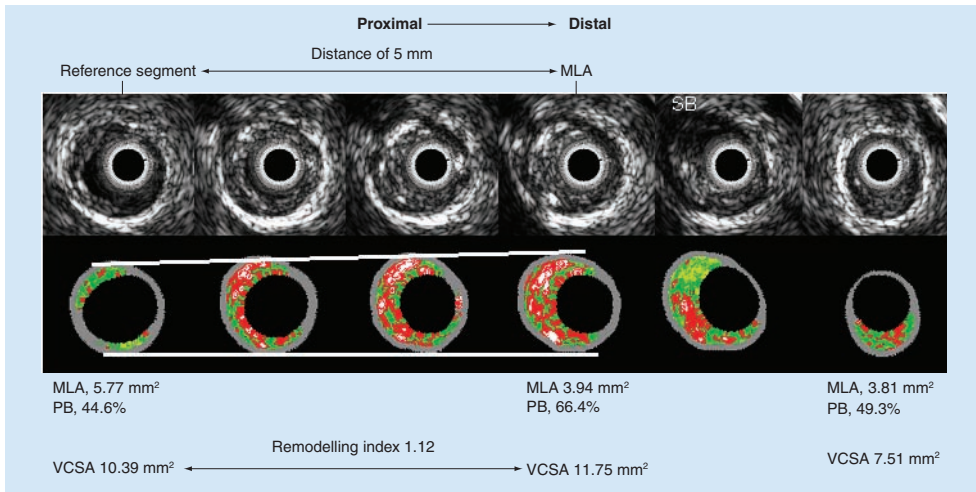 Proximal Distal
Distance of 5 mm
Reference segment MLA
SB
MLA, 5.77 mm² MLA 3.94 mm² MLA, 3.81 mm²
PB, 44.6% PB, 66.4% PB, 49.3%
Remodelling index 1.12
VCSA 10.39 mm² VCSA 11.75 mm² VCSA 7.51 mm²